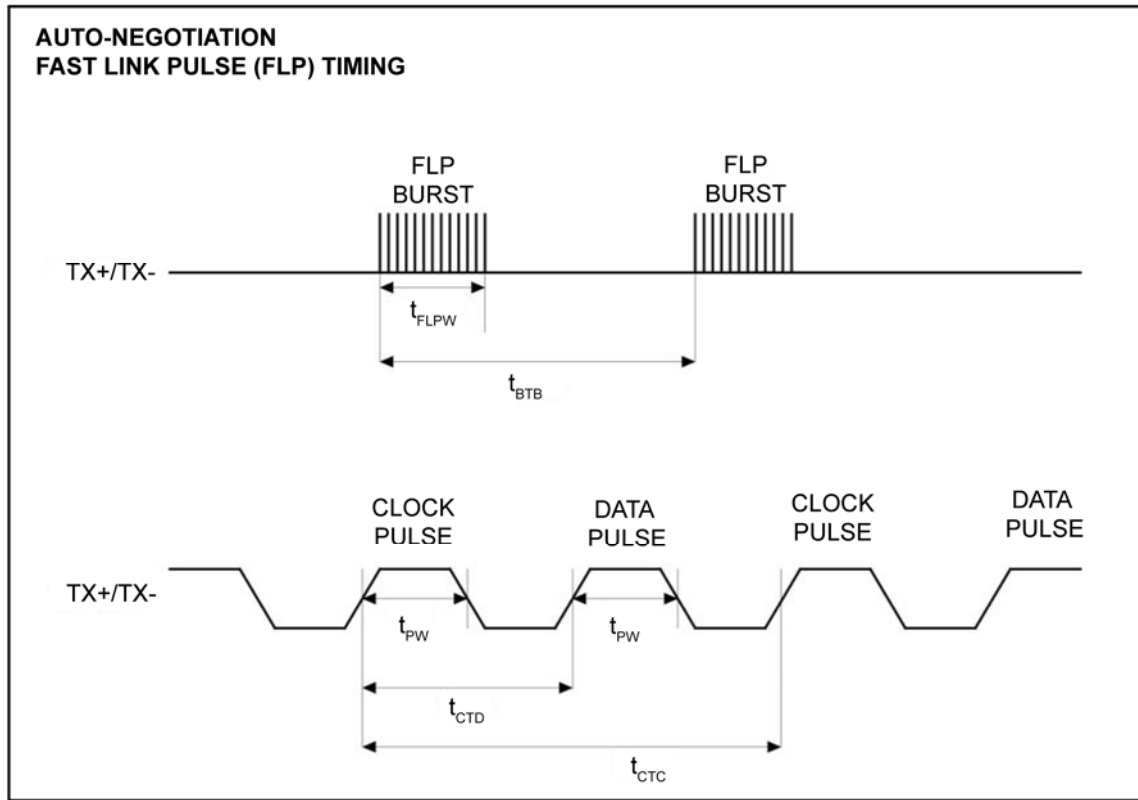 AUTO-NEGOTIATION
FAST LINK PULSE (FLP) TIMING
FLP
BURST
FLP
BURST
TX+/TX-
tFLPW
tBTB
CLOCK
PULSE
DATA
PULSE
CLOCK
PULSE
DATA
PULSE
TX+/TX-
tPW
tPW
tCTD
tCTC